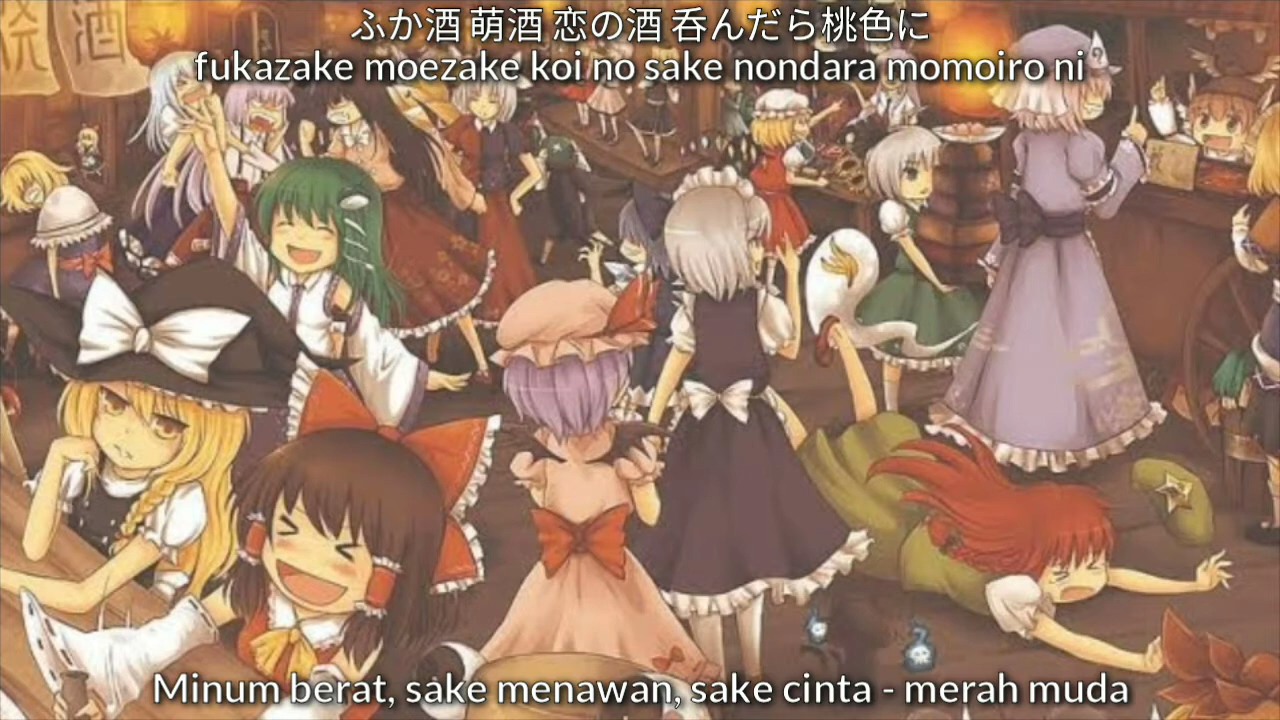 ふか酒 萌酒 恋の酒 呑んだら桃色に
fukazake moezake koi no sake nondara momoiro ni
酒
Minum berat, sake menawan, sake cinta - merah muda